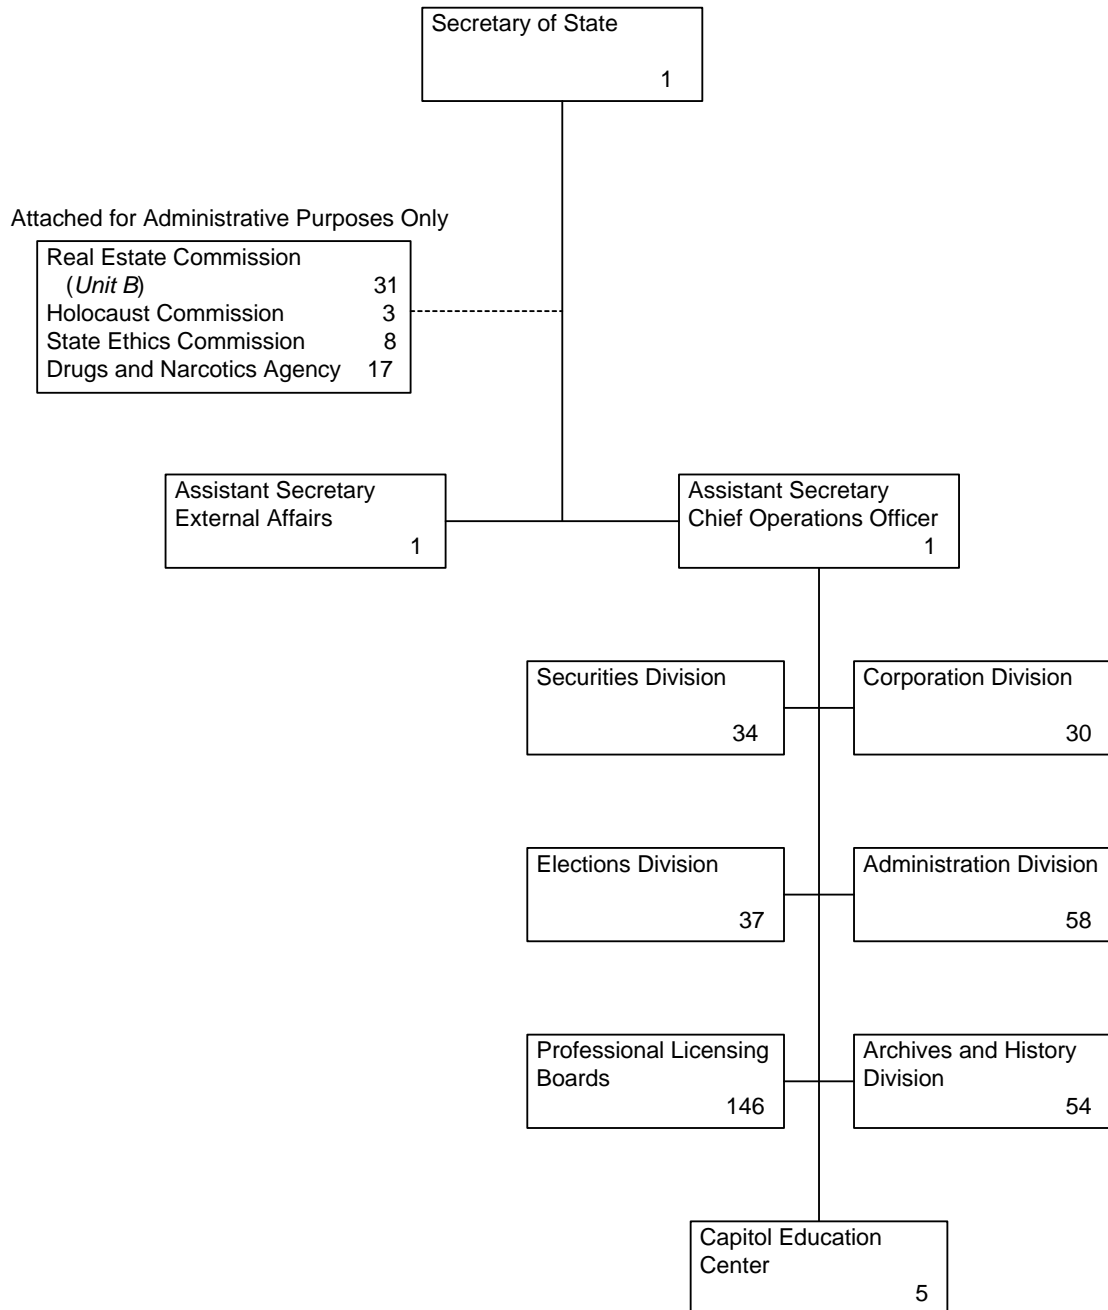 Secretary of State
1
Attached for Administrative Purposes Only
Real Estate Commission
(Unit B) 31
Holocaust Commission 3
State Ethics Commission 8
Drugs and Narcotics Agency 17
Assistant Secretary
External Affairs
1
Assistant Secretary
Chief Operations Officer
1
Securities Division
34
Corporation Division
30
Elections Division
37
Administration Division
58
Professional Licensing
Boards
146
Archives and History
Division
54
Capitol Education
Center
5